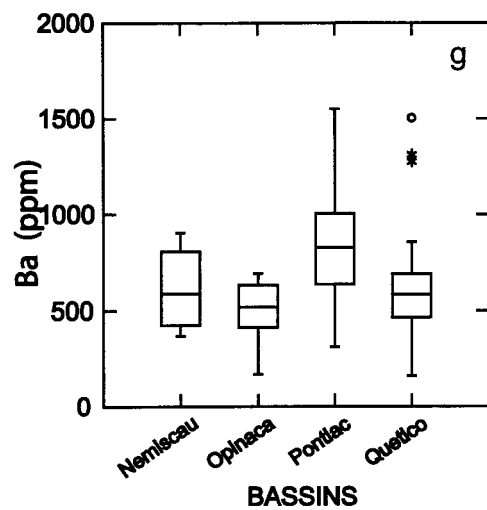 2000
g
1500
1000
500
0
Ba (ppm)
Nemiscau
Opinaca
Pontiac
Quetico
BASSINS